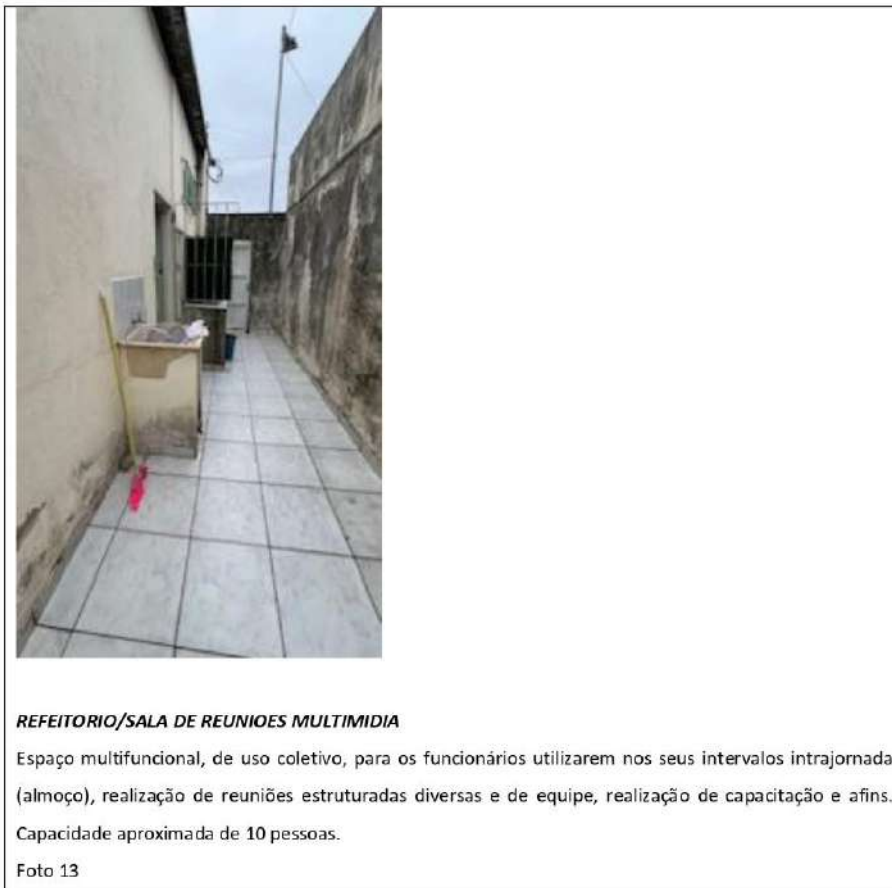 REFEITORIO/SALA DE REUNIOES MULTIMIDIA
Espaço multifuncional, de uso coletivo, para os funcionários utilizarem nos seus intervalos intrajornada
(almoço), realização de reuniões estruturadas diversas e de equipe, realização de capacitação e afins.
Capacidade aproximada de 10 pessoas.
Foto 13